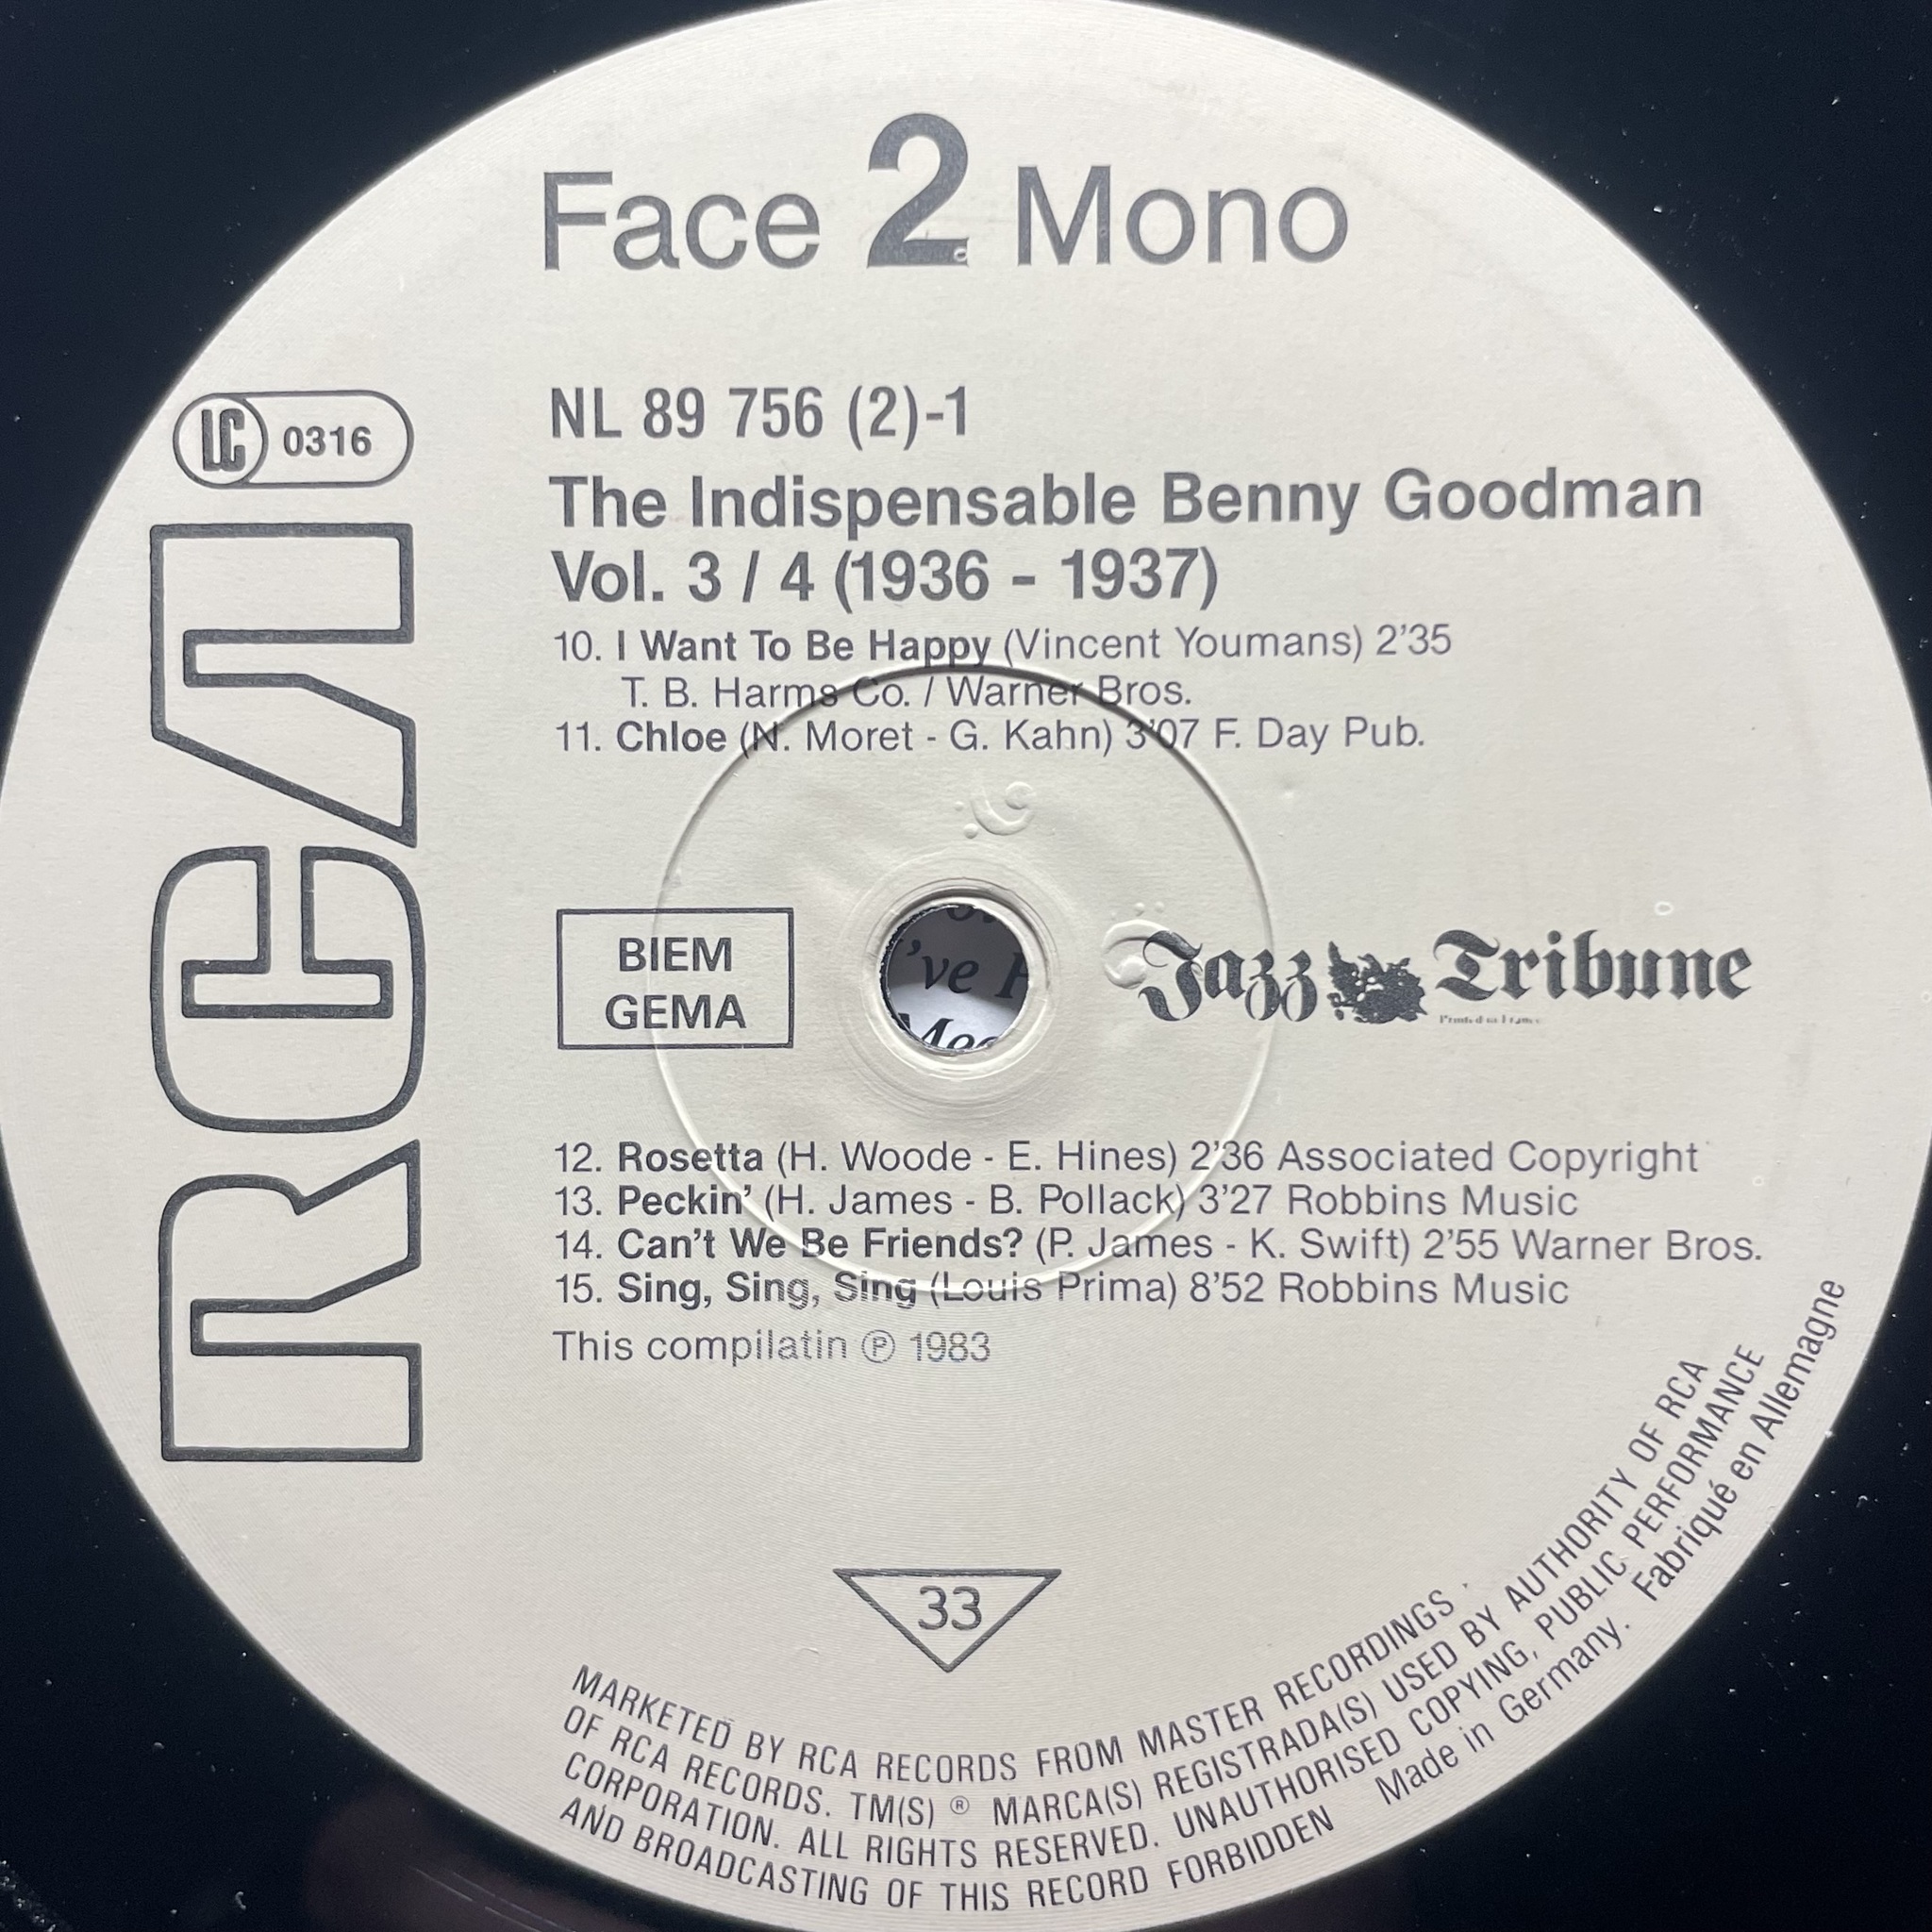 Face 2 Mono
LC 0316
RCA
NL 89 756 (2)-1
The Indispensable Benny Goodman
Vol. 3 / 4 (1936 - 1937)
10. I Want To Be Happy (Vincent Youmans) 2'35
T. B. Harms Co. / Warner Bros.
11. Chloe (N. Moret - G. Kahn) 3'07 F. Day Pub.
BIEM
GEMA
've
Jazz Tribune
Printed in France
12. Rosetta (H. Woode - E. Hines) 2'36 Associated Copyright
13. Peckin' (H. James - B. Pollack) 3'27 Robbins Music
14. Can't We Be Friends? (P. James - K. Swift) 2'55 Warner Bros.
15. Sing, Sing, Sing (Louis Prima) 8'52 Robbins Music
This compilatin ℗ 1983
33
MARKETED BY RCA RECORDS FROM MASTER RECORDINGS
OF RCA RECORDS. TM(S) ® MARCA(S) REGISTRADA(S) USED BY AUTHORITY OF RCA
CORPORATION. ALL RIGHTS RESERVED. UNAUTHORISED COPYING, PUBLIC PERFORMANCE
AND BROADCASTING OF THIS RECORD FORBIDDEN Made in Germany. Fabriqué en Allemagne